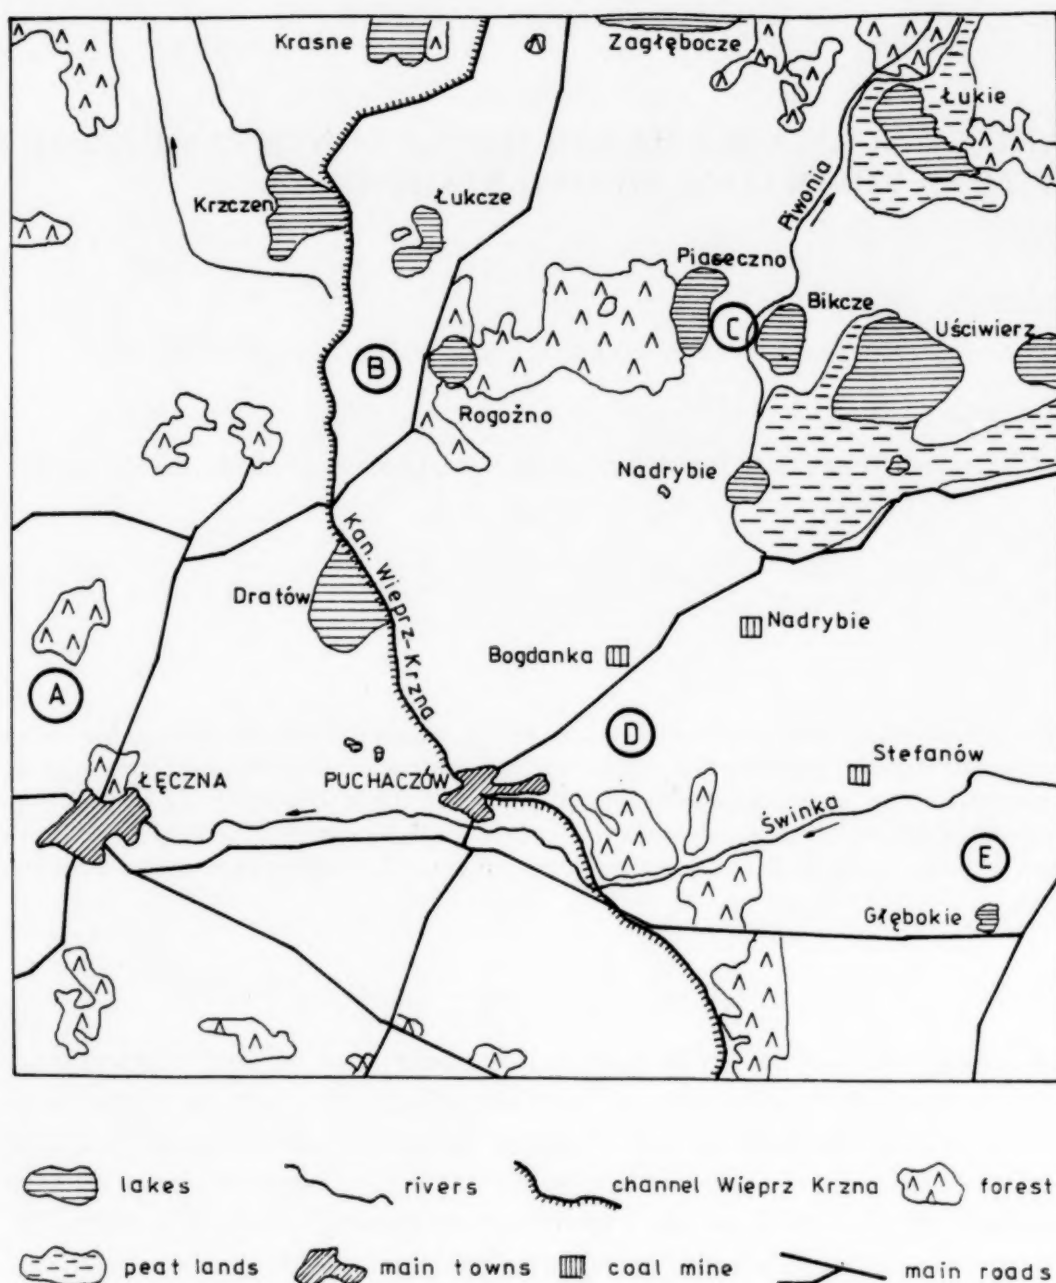 Krasne
Zagłębocze
Łukie
Krzczeń
Łukcze
Piwonia
Piaseczno
Bikcze
C
Uściwierz
B
Rogoźno
Nadrybie
Kan. Wieprz-Krzna
Dratów
Nadrybie
Bogdanka
A
D
Stefanów
ŁĘCZNA
PUCHACZÓW
Świnka
E
Głębokie
lakes
rivers
channel Wieprz Krzna
forest
peat lands
main towns
coal mine
main roads